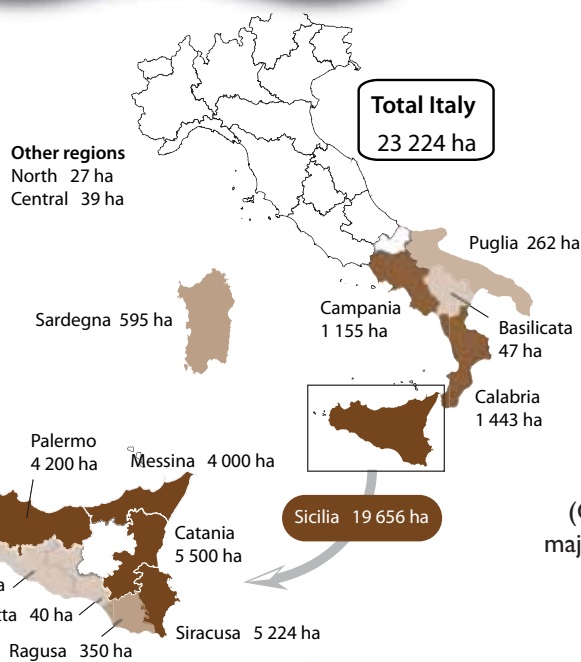 Total Italy
23 224 ha
Other regions
North 27 ha
Central 39 ha
Puglia 262 ha
Sardegna 595 ha
Campania
1 155 ha
Basilicata
47 ha
Calabria
1 443 ha
Palermo
4 200 ha
Messina 4 000 ha
Sicilia 19 656 ha
Catania
5 500 ha
40 ha
Siracusa 5 224 ha
Ragusa 350 ha